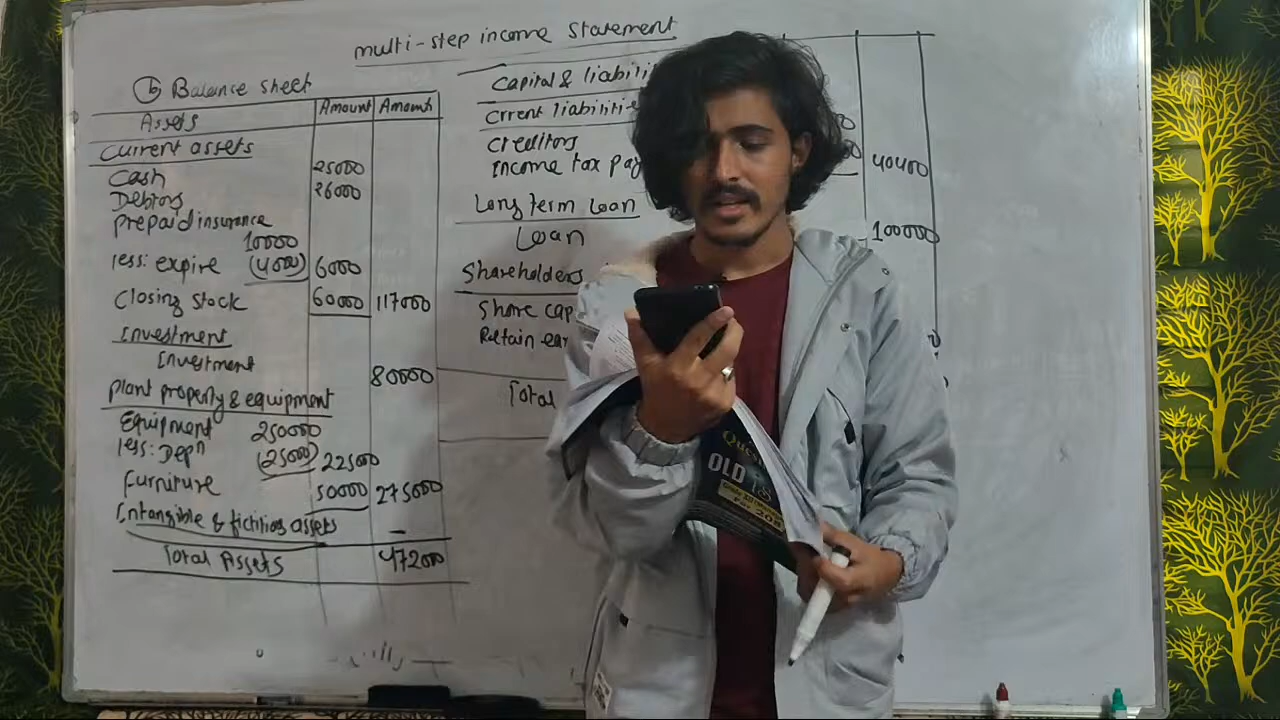 multi-step income statement
b Balance sheet
Assets Amount Amount
Current assets
Cash 25000
Debtors 26000
prepaid insurance
10000
less: expire (4000) 6000
Closing stock 60000 117000
Investment
Investment 80000
plant property & equipment
Equipment 250000
less: Depn (25000) 225000
furniture 50000 275000
Intangible & fictitious assets -
Total Assets 472000
Capital & liabiliti
Crrent liabilitie
Creditors
Income tax pay 40400
Long term loan
Loan 100000
Shareholders
Share cap
Retain ear
Total
OLD